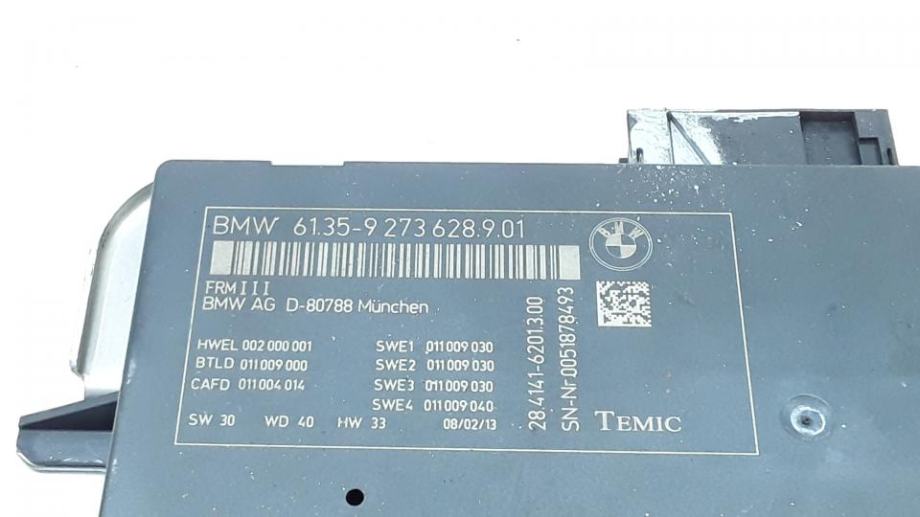 BMW 61.35-9 273 628.9.01
BMW
FRM III
BMW AG D-80788 München
HWEL 002 000 001
BTLD 011 009 000
CAFD 011 004 014
SWE1 011 009 030
SWE2 011 009 030
SWE3 011 009 030
SWE4 011 009 040
SW 30 WD 40 HW 33 08/02/13
28.4141-6201.3.00
SN-Nr 0051878493
TEMIC